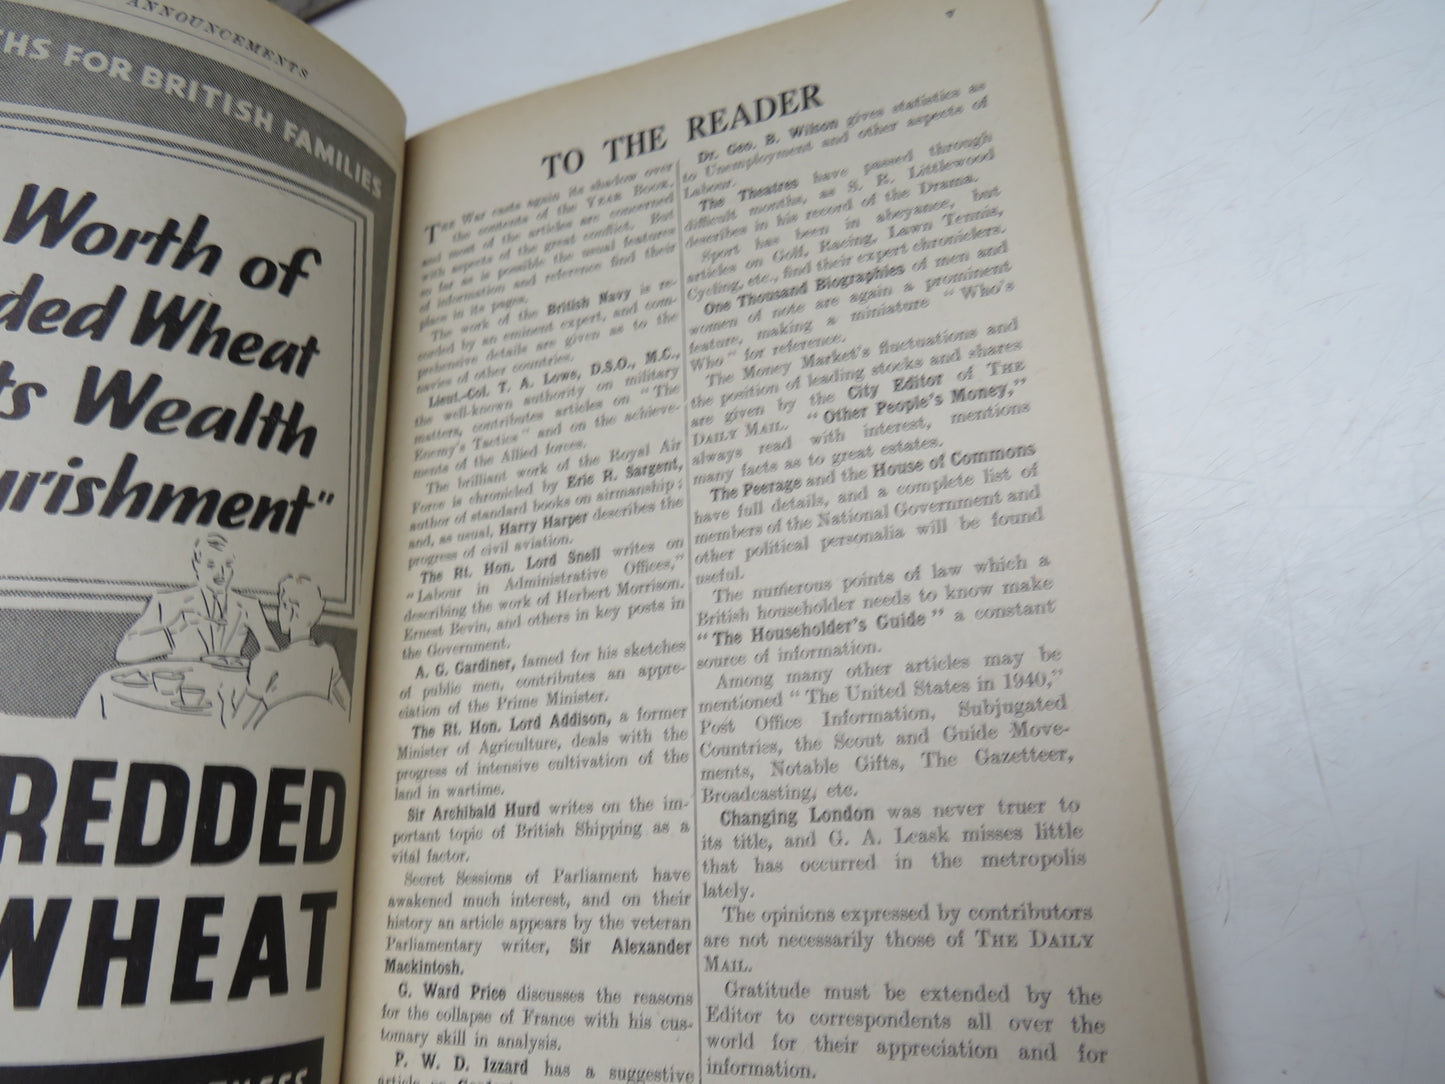 ANNOUNCEMENTS
GHS FOR BRITISH FAMILIES
Worth of
ded Wheat
ts Wealth
urishment"
REDDED
WHEAT
TO THE READER
THE War casts again its shadow over
the contents of the YEAR BOOK,
and most of the articles are concerned
with aspects of the great conflict. But
so far as is possible the usual features
of information and reference find their
place in its pages.
The work of the British Navy is re-
corded by an eminent expert, and com-
prehensive details are given as to the
navies of other countries.
Lieut.-Col. T. A. Lowe, D.S.O., M.C.,
the well-known authority on military
matters, contributes articles on "The
Enemy's Tactics" and on the achieve-
ments of the Allied forces.
The brilliant work of the Royal Air
Force is chronicled by Eric R. Sargent,
author of standard books on airmanship;
and, as usual, Harry Harper describes the
progress of civil aviation.
The Rt. Hon. Lord Snell writes on
"Labour in Administrative Offices,"
describing the work of Herbert Morrison,
Ernest Bevin, and others in key posts in
the Government.
A. G. Gardiner, famed for his sketches
of public men, contributes an appre-
ciation of the Prime Minister.
The Rt. Hon. Lord Addison, a former
Minister of Agriculture, deals with the
progress of intensive cultivation of the
land in wartime.
Sir Archibald Hurd writes on the im-
portant topic of British Shipping as a
vital factor.
Secret Sessions of Parliament have
awakened much interest, and on their
history an article appears by the veteran
Parliamentary writer, Sir Alexander
Mackintosh.
G. Ward Price discusses the reasons
for the collapse of France with his cus-
tomary skill in analysis.
P. W. D. Izzard has a suggestive
article on
Dr. Geo. B. Wilson gives statistics as
to Unemployment and other aspects of
Labour.
The Theatres have passed through
difficult months, as S. R. Littlewood
describes in his record of the Drama.
Sport has been in abeyance, but
articles on Golf, Racing, Lawn Tennis,
Cycling, etc., find their expert chroniclers.
One Thousand Biographies of men and
women of note are again a prominent
feature, making a miniature "Who's
Who" for reference.
The Money Market's fluctuations and
the position of leading stocks and shares
are given by the City Editor of THE
DAILY MAIL. "Other People's Money,"
always read with interest, mentions
many facts as to great estates.
The Peerage and the House of Commons
have full details, and a complete list of
members of the National Government and
other political personalia will be found
useful.
The numerous points of law which a
British householder needs to know make
"The Householder's Guide" a constant
source of information.
Among many other articles may be
mentioned "The United States in 1940,"
Post Office Information, Subjugated
Countries, the Scout and Guide Move-
ments, Notable Gifts, The Gazetteer,
Broadcasting, etc.
Changing London was never truer to
its title, and G. A. Leask misses little
that has occurred in the metropolis
lately.
The opinions expressed by contributors
are not necessarily those of THE DAILY
MAIL.
Gratitude must be extended by the
Editor to correspondents all over the
world for their appreciation and for
information.